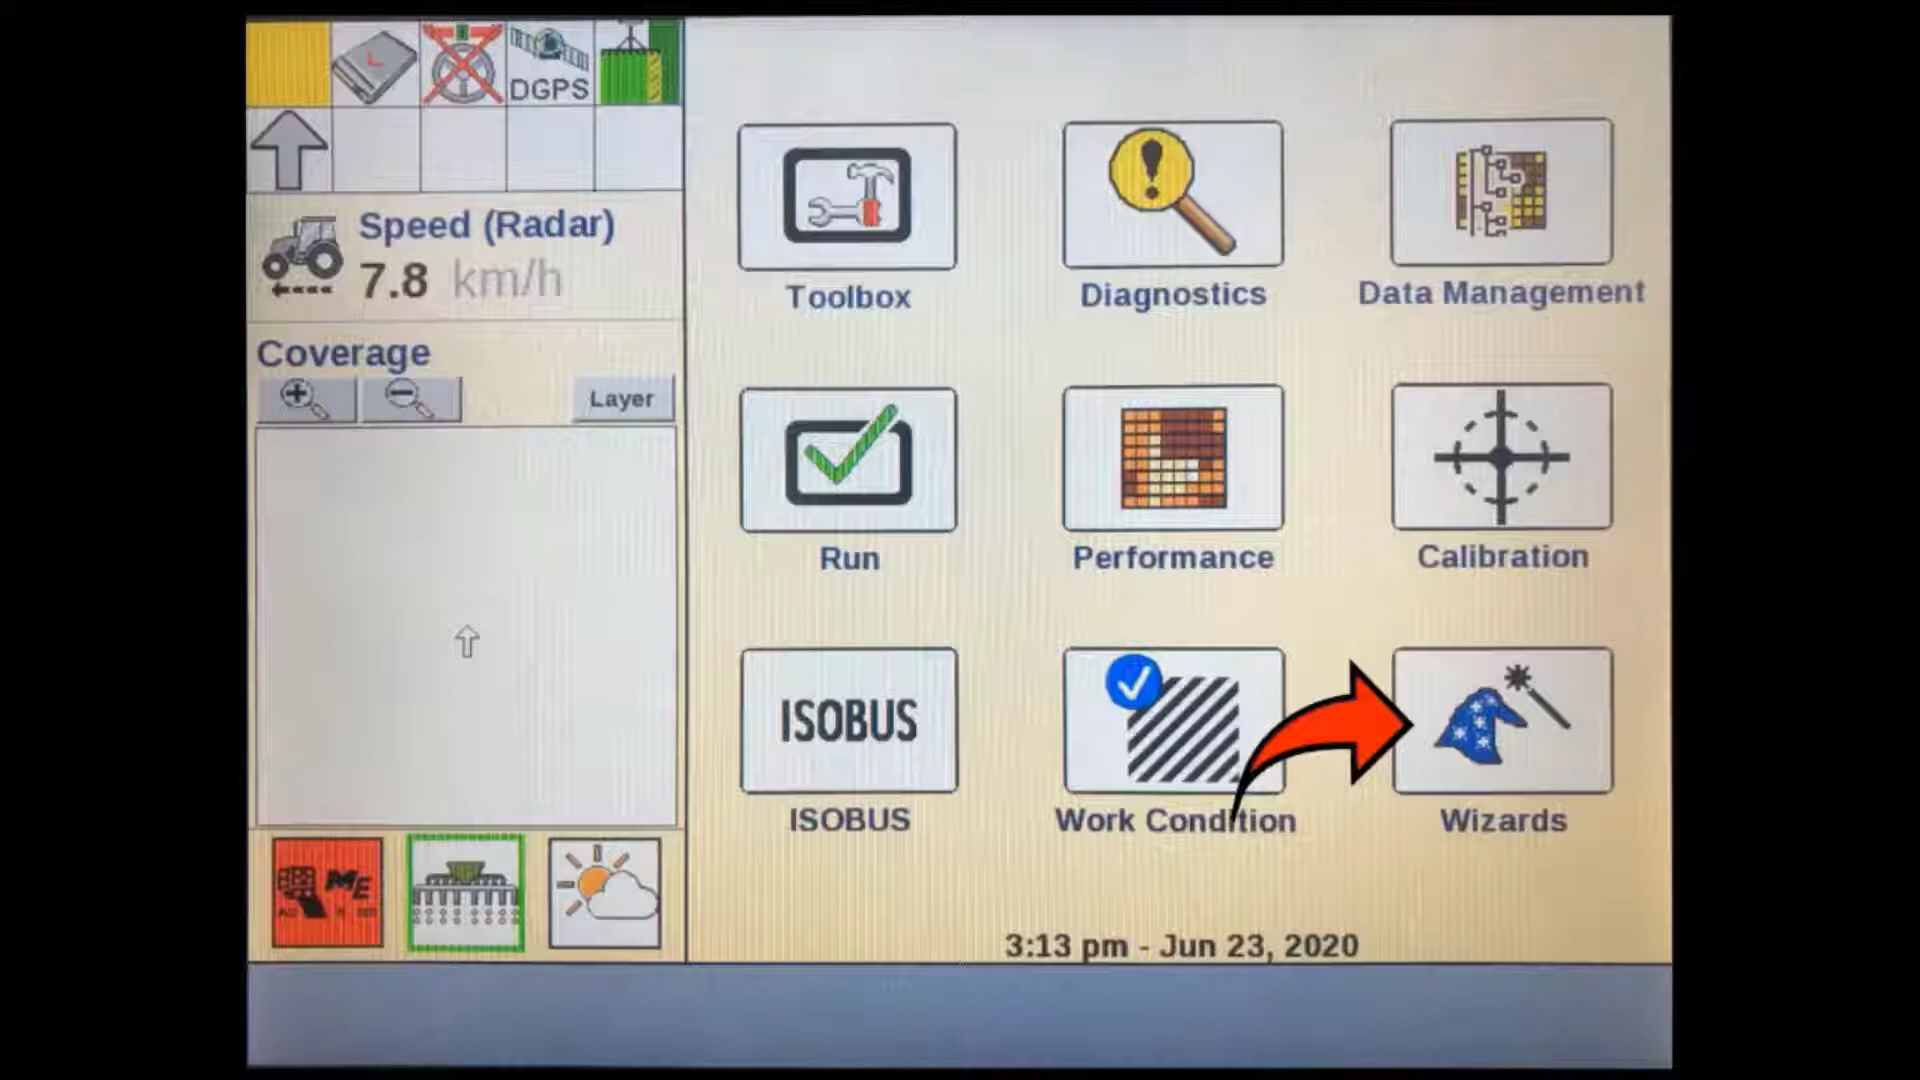 DGPS
Speed (Radar)
7.8 km/h
Coverage
Layer
Toolbox
Diagnostics
Data Management
Run
Performance
Calibration
ISOBUS
ISOBUS
Work Condition
Wizards
3:13 pm - Jun 23, 2020